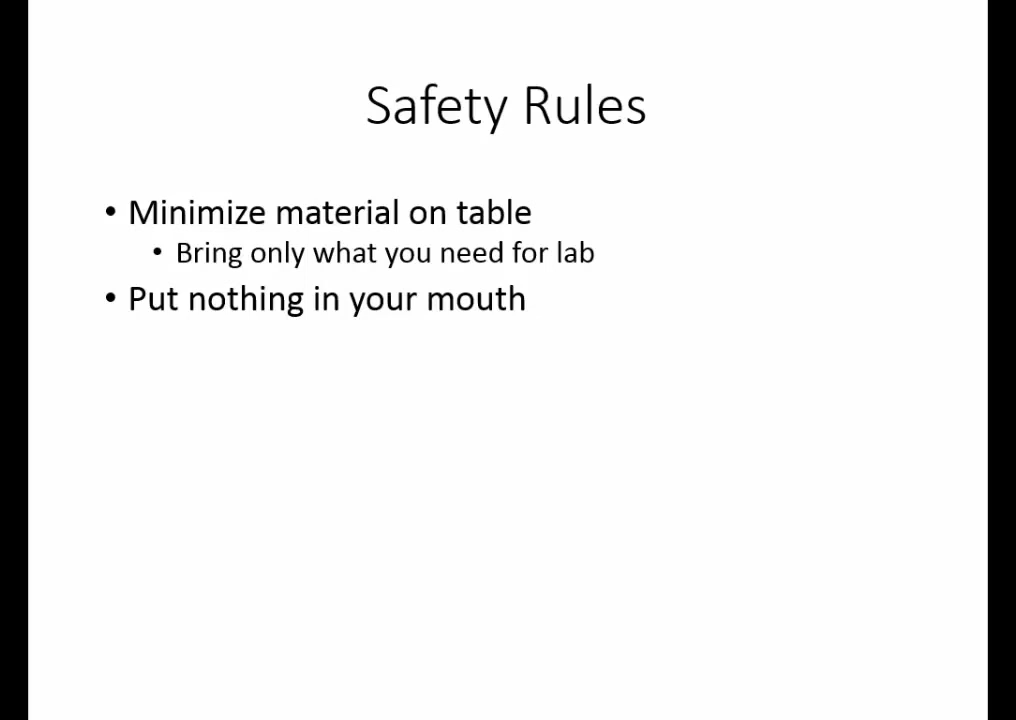 Safety Rules
• Minimize material on table
• Bring only what you need for lab
• Put nothing in your mouth